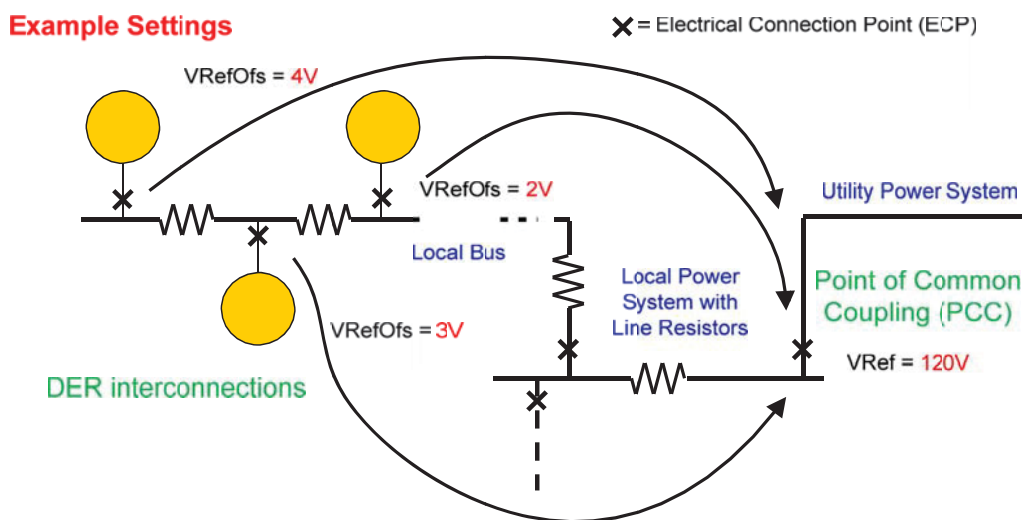 Example Settings
= Electrical Connection Point (ECP)
VRefOfs = 4V
VRefOfs = 2V
Utility Power System
Local Bus
Local Power
System with
Line Resistors
Point of Common
Coupling (PCC)
VRefOfs = 3V
VRef = 120V
DER interconnections